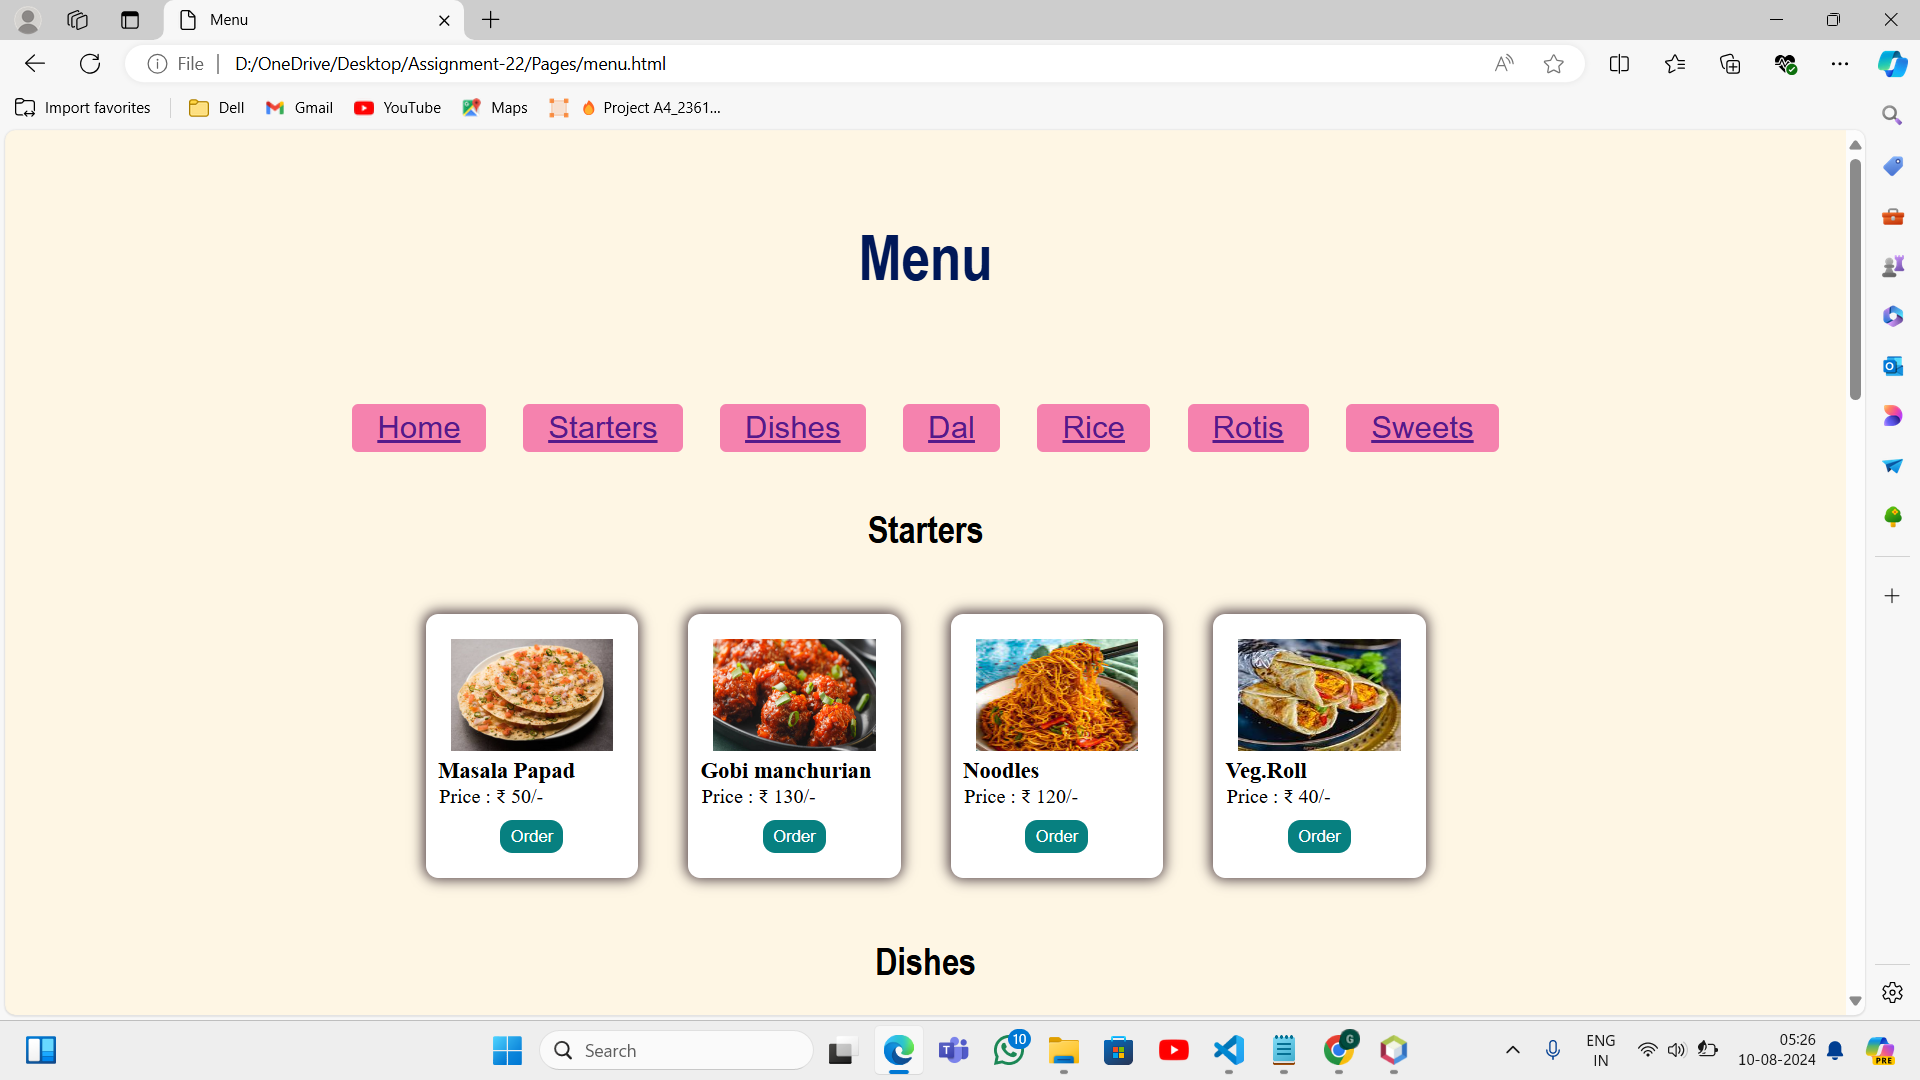 Menu
File
D:/OneDrive/Desktop/Assignment-22/Pages/menu.html
Import favorites
Dell
Gmail
YouTube
Maps
Project A4_2361...
Menu
Home
Starters
Dishes
Dal
Rice
Rotis
Sweets
Starters
Masala Papad
Price : ₹ 50/-
Order
Gobi manchurian
Price : ₹ 130/-
Order
Noodles
Price : ₹ 120/-
Order
Veg.Roll
Price : ₹ 40/-
Order
Dishes
Search
10
G
ENG
IN
05:26
10-08-2024
PRE